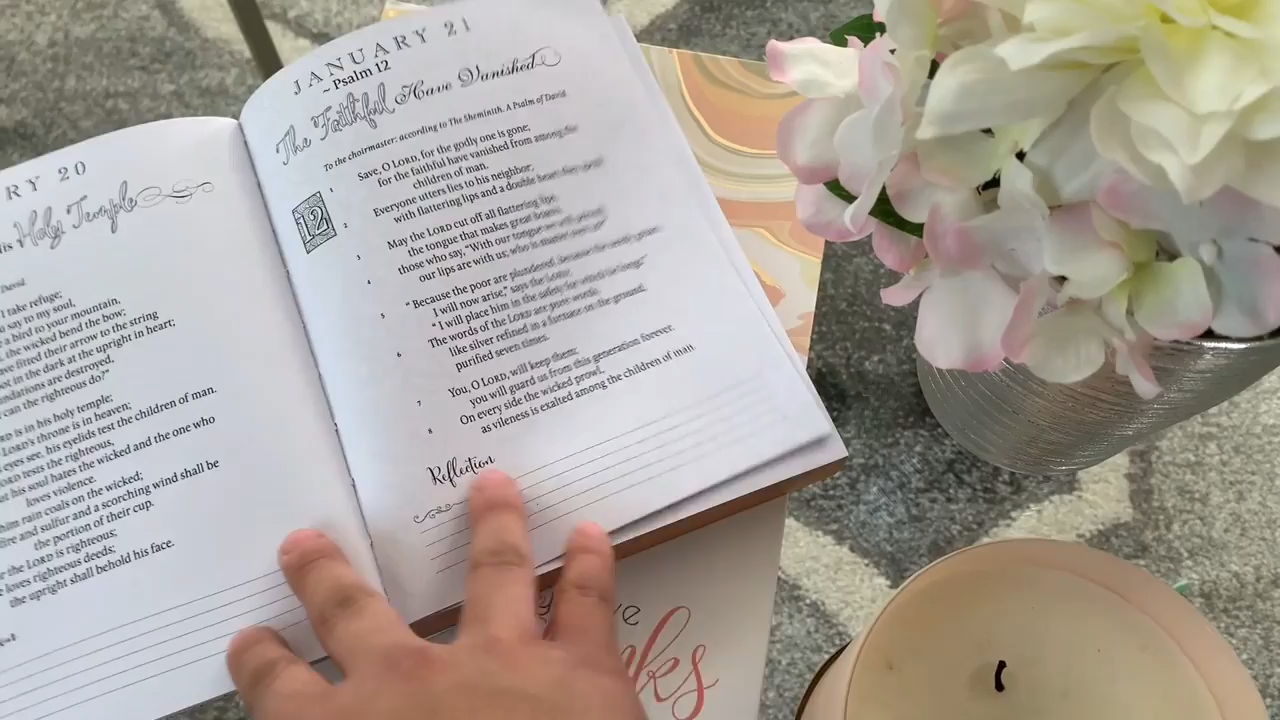 RY 20
His Holy Temple
David.
I take refuge;
say to my soul,
a bird to your mountain,
the wicked bend the bow;
have fitted their arrow to the string
in the dark at the upright in heart;
foundations are destroyed,
can the righteous do?"
is in his holy temple;
LORD's throne is in heaven;
eyes see, his eyelids test the children of man.
tests the righteous,
his soul hates the wicked and the one who
loves violence.
him rain coals on the wicked;
fire and sulfur and a scorching wind shall be
the portion of their cup.
the LORD is righteous;
loves righteous deeds;
the upright shall behold his face.
JANUARY 21
~Psalm 12
The Faithful Have Vanished
To the choirmaster: according to The Sheminith. A Psalm of David
12
1 Save, O LORD, for the godly one is gone;
for the faithful have vanished from among the
children of man.
2 Everyone utters lies to his neighbor;
with flattering lips and a double heart they
3 May the LORD cut off all flattering lips,
the tongue that makes great boasts,
4 those who say, "With our tongue we will
our lips are with us; who is master over us?"
5 "Because the poor are plundered, because the needy
I will now arise," says the LORD;
"I will place him in the safety for which he longs."
6 The words of the LORD are pure words,
like silver refined in a furnace on the ground,
purified seven times.
7 You, O LORD, will keep them;
you will guard us from this generation forever.
8 On every side the wicked prowl,
as vileness is exalted among the children of man.
Reflection